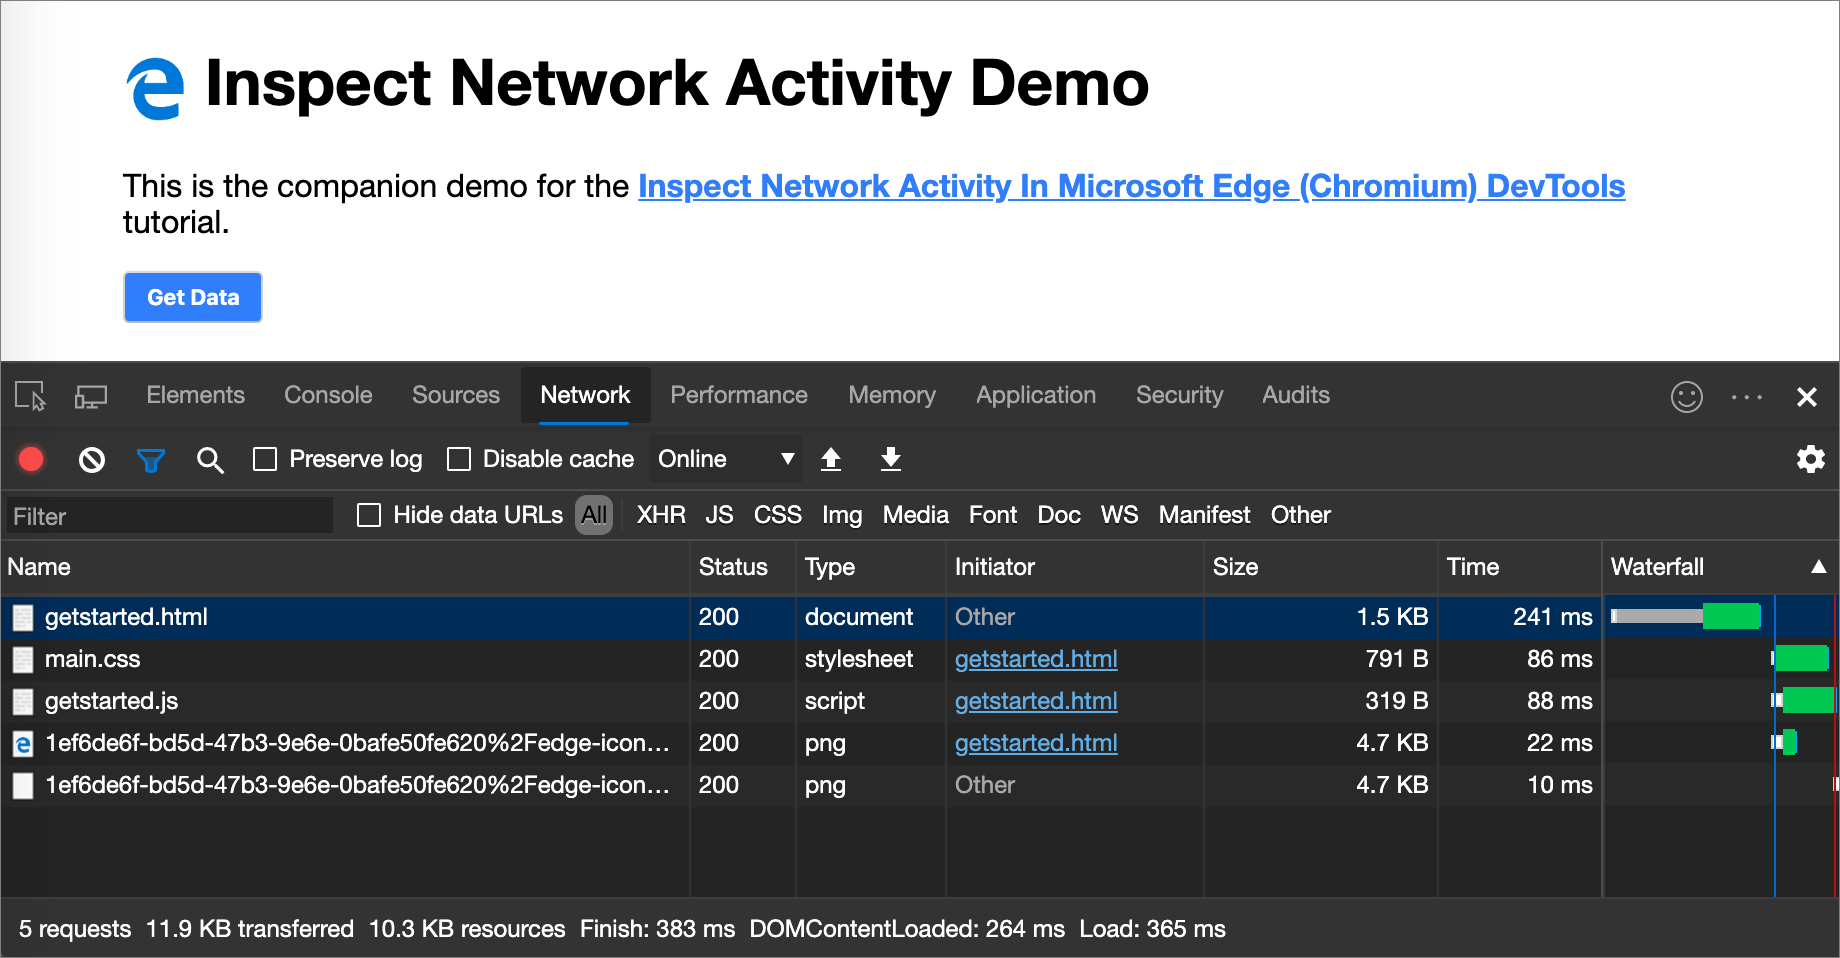 Inspect Network Activity Demo
This is the companion demo for the Inspect Network Activity In Microsoft Edge (Chromium) DevTools
tutorial.
Get Data
Elements Console Sources Network Performance Memory Application Security Audits
Preserve log Disable cache Online
Filter Hide data URLs All XHR JS CSS Img Media Font Doc WS Manifest Other
Name Status Type Initiator Size Time Waterfall
getstarted.html 200 document Other 1.5 KB 241 ms
main.css 200 stylesheet getstarted.html 791 B 86 ms
getstarted.js 200 script getstarted.html 319 B 88 ms
1ef6de6f-bd5d-47b3-9e6e-0bafe50fe620%2Fedge-icon... 200 png getstarted.html 4.7 KB 22 ms
1ef6de6f-bd5d-47b3-9e6e-0bafe50fe620%2Fedge-icon... 200 png Other 4.7 KB 10 ms
5 requests 11.9 KB transferred 10.3 KB resources Finish: 383 ms DOMContentLoaded: 264 ms Load: 365 ms